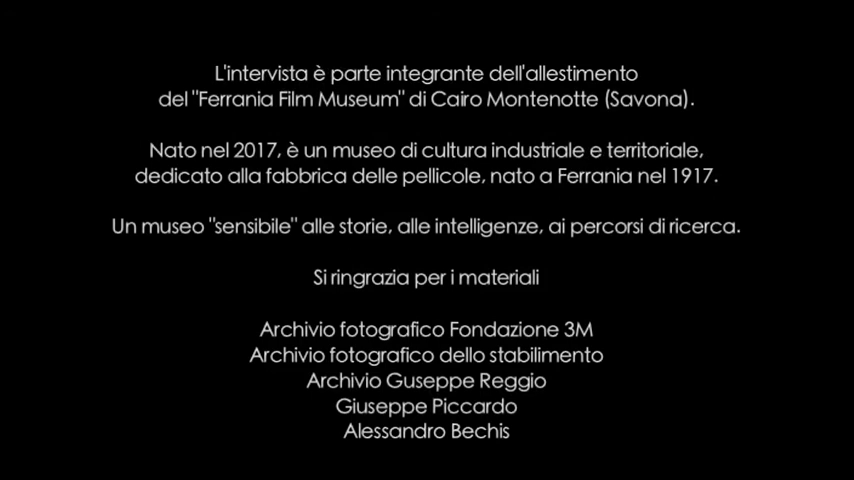 L'intervista è parte integrante dell'allestimento
del "Ferrania Film Museum" di Cairo Montenotte (Savona).
Nato nel 2017, è un museo di cultura industriale e territoriale,
dedicato alla fabbrica delle pellicole, nato a Ferrania nel 1917.
Un museo "sensibile" alle storie, alle intelligenze, ai percorsi di ricerca.
Si ringrazia per i materiali
Archivio fotografico Fondazione 3M
Archivio fotografico dello stabilimento
Archivio Guseppe Reggio
Giuseppe Piccardo
Alessandro Bechis